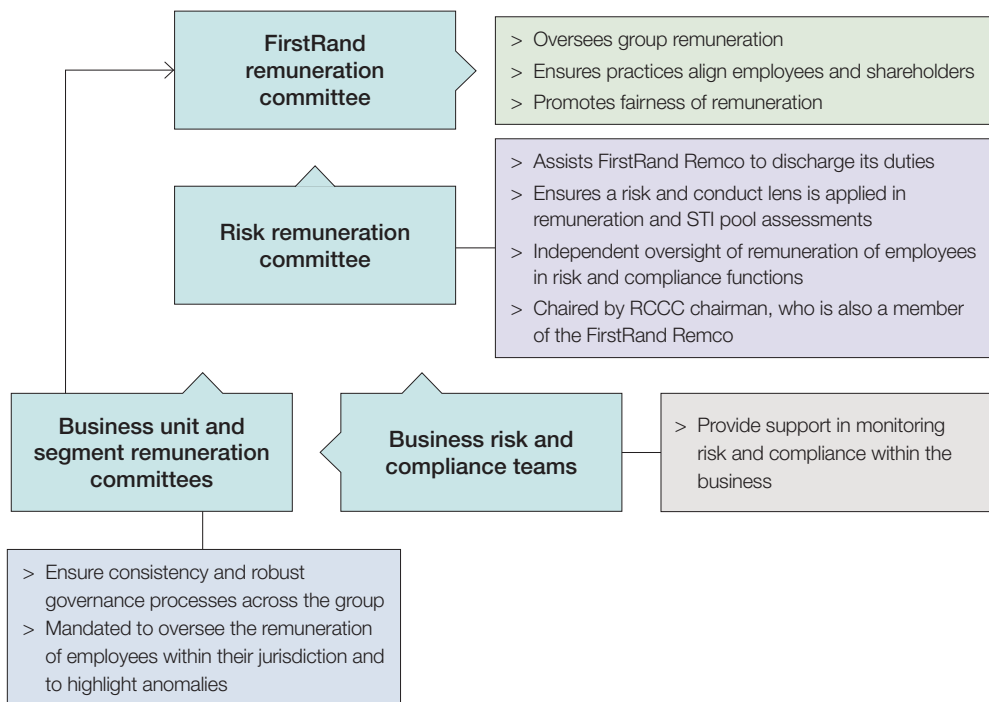 FirstRand
remuneration
committee
> Oversees group remuneration
> Ensures practices align employees and shareholders
> Promotes fairness of remuneration
Risk remuneration
committee
> Assists FirstRand Remco to discharge its duties
> Ensures a risk and conduct lens is applied in
remuneration and STI pool assessments
> Independent oversight of remuneration of employees
in risk and compliance functions
> Chaired by RCCC chairman, who is also a member
of the FirstRand Remco
Business unit and
segment remuneration
committees
Business risk and
compliance teams
> Provide support in monitoring
risk and compliance within the
business
> Ensure consistency and robust
governance processes across the group
> Mandated to oversee the remuneration
of employees within their jurisdiction and
to highlight anomalies